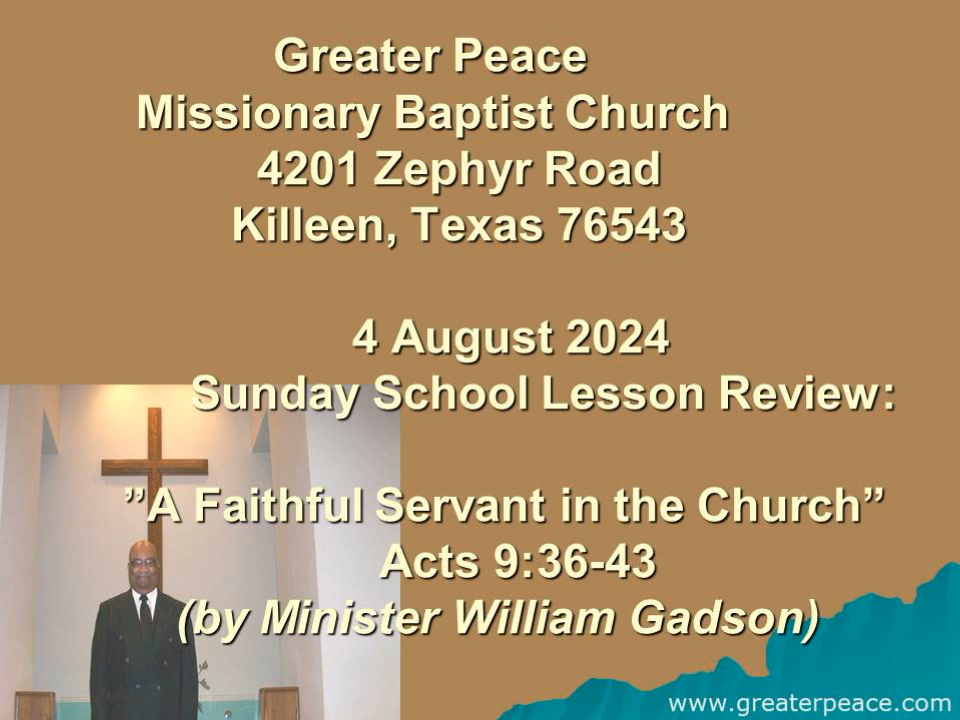 Greater Peace
Missionary Baptist Church
4201 Zephyr Road
Killeen, Texas 76543
4 August 2024
Sunday School Lesson Review:
”A Faithful Servant in the Church”
Acts 9:36-43
(by Minister William Gadson)
www.greaterpeace.com